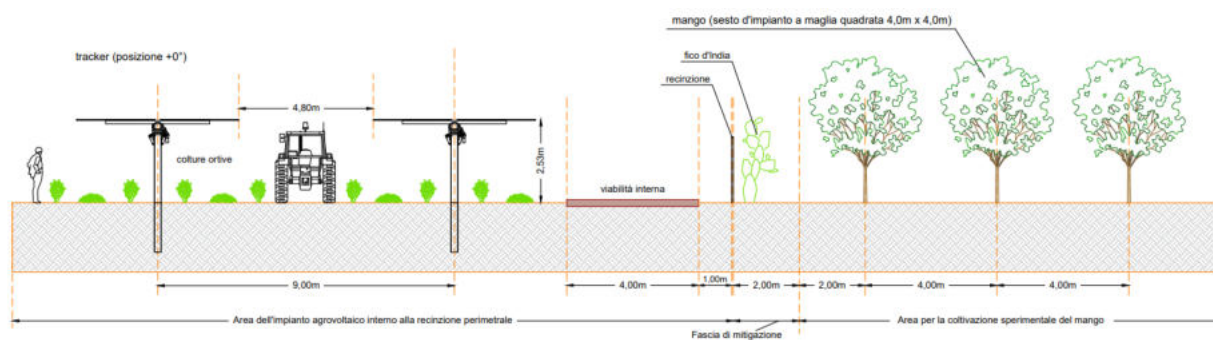 mango (sesto d'impianto a maglia quadrata 4,0m x 4,0m)
tracker (posizione +0°)
fico d'India
recinzione
4,80m
colture ortive
2,53m
viabilità interna
9,00m
4,00m
1,00m
2,00m
2,00m
4,00m
4,00m
Area dell'impianto agrovoltaico interno alla recinzione perimetrale
Fascia di mitigazione
Area per la coltivazione sperimentale del mango